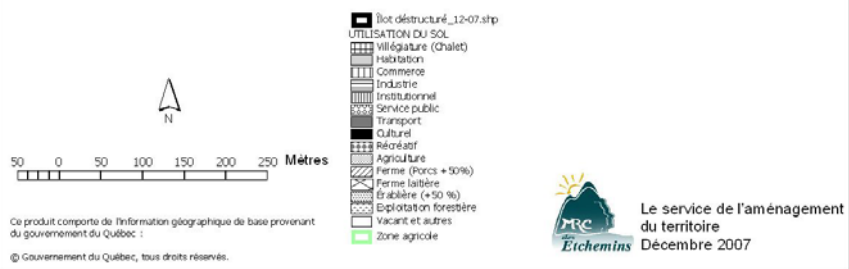 Îlot déstructuré_12-07.shp
UTILISATION DU SOL
Villégiature (Chalet)
Habitation
Commerce
Industrie
Institutionnel
Service public
Transport
Culturel
Récréatif
Agriculture
Ferme (Porcs +50%)
Ferme laitière
Érablière (+50 %)
Exploitation forestière
Vacant et autres
Zone agricole
N
50 0 50 100 150 200 250 Mètres
Ce produit comporte de l'information géographique de base provenant
du gouvernement du Québec :
© Gouvernement du Québec, tous droits réservés.
MRC
des
Etchemins
Le service de l'aménagement
du territoire
Décembre 2007